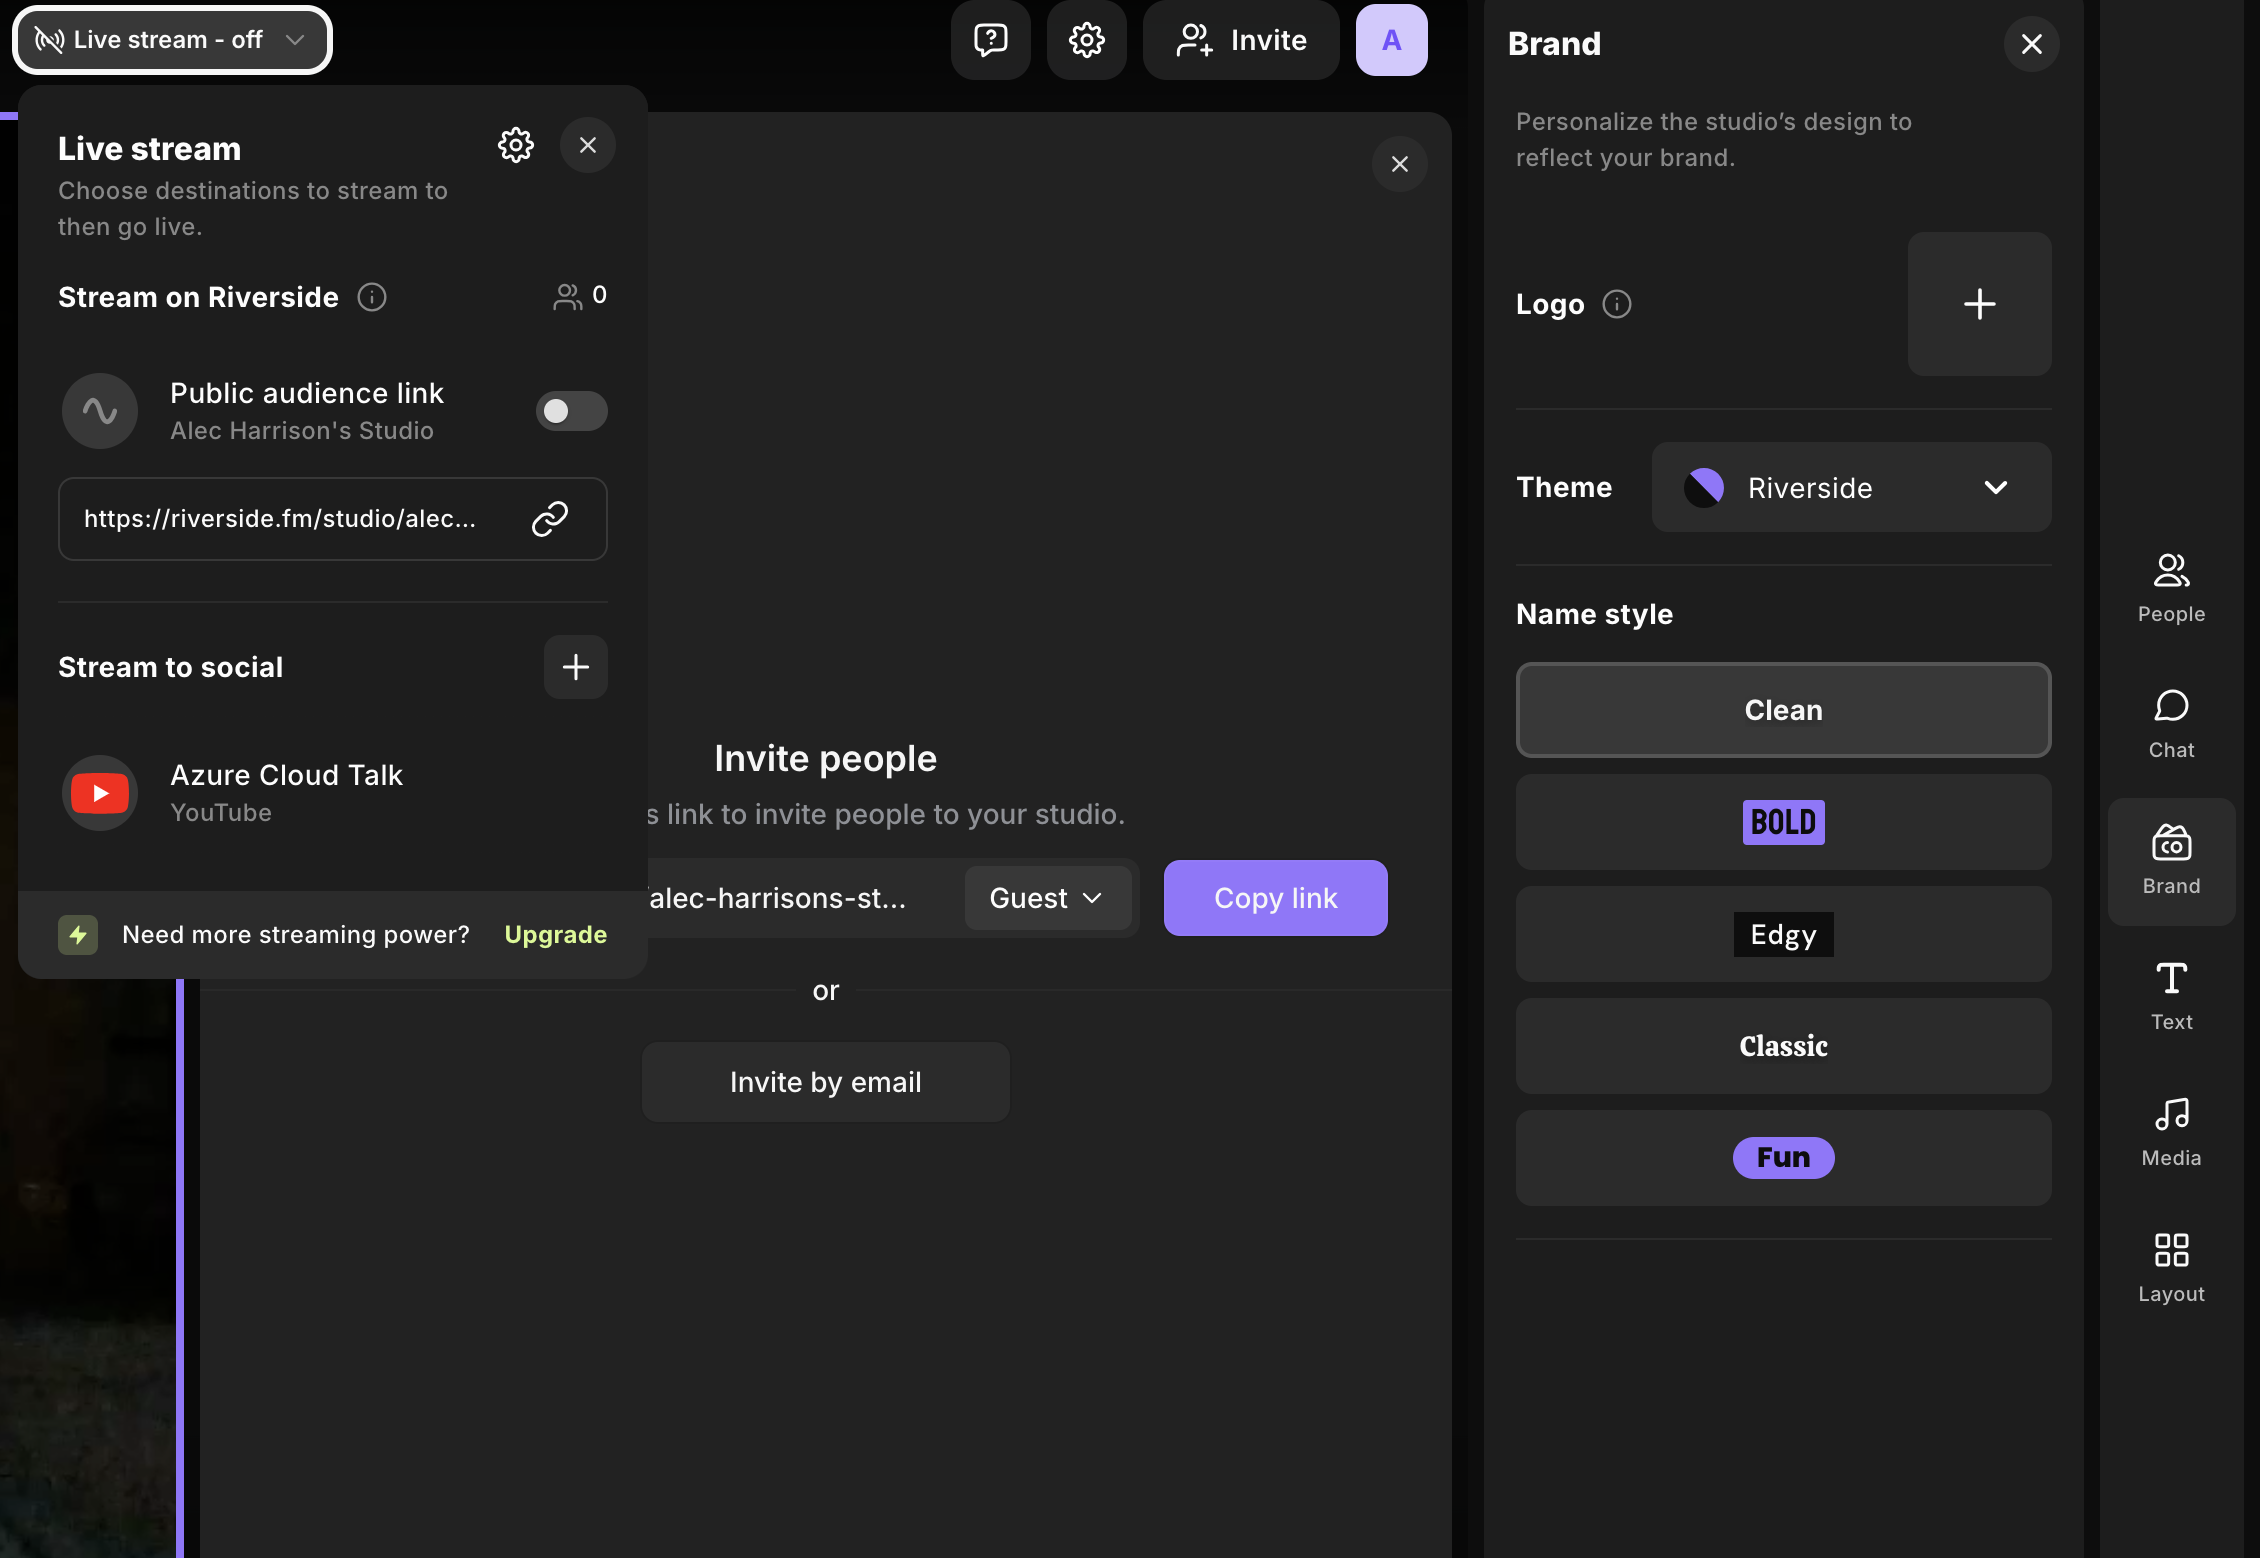 Live stream - off
Invite
A
Live stream
Choose destinations to stream to
then go live.
Stream on Riverside
0
Public audience link
Alec Harrison's Studio
https://riverside.fm/studio/alec...
Stream to social
Azure Cloud Talk
YouTube
Need more streaming power? Upgrade
Invite people
s link to invite people to your studio.
alec-harrisons-st...
Guest
Copy link
or
Invite by email
Brand
Personalize the studio’s design to
reflect your brand.
Logo
Theme
Riverside
Name style
Clean
BOLD
Edgy
Classic
Fun
People
Chat
CO
Brand
Text
Media
Layout